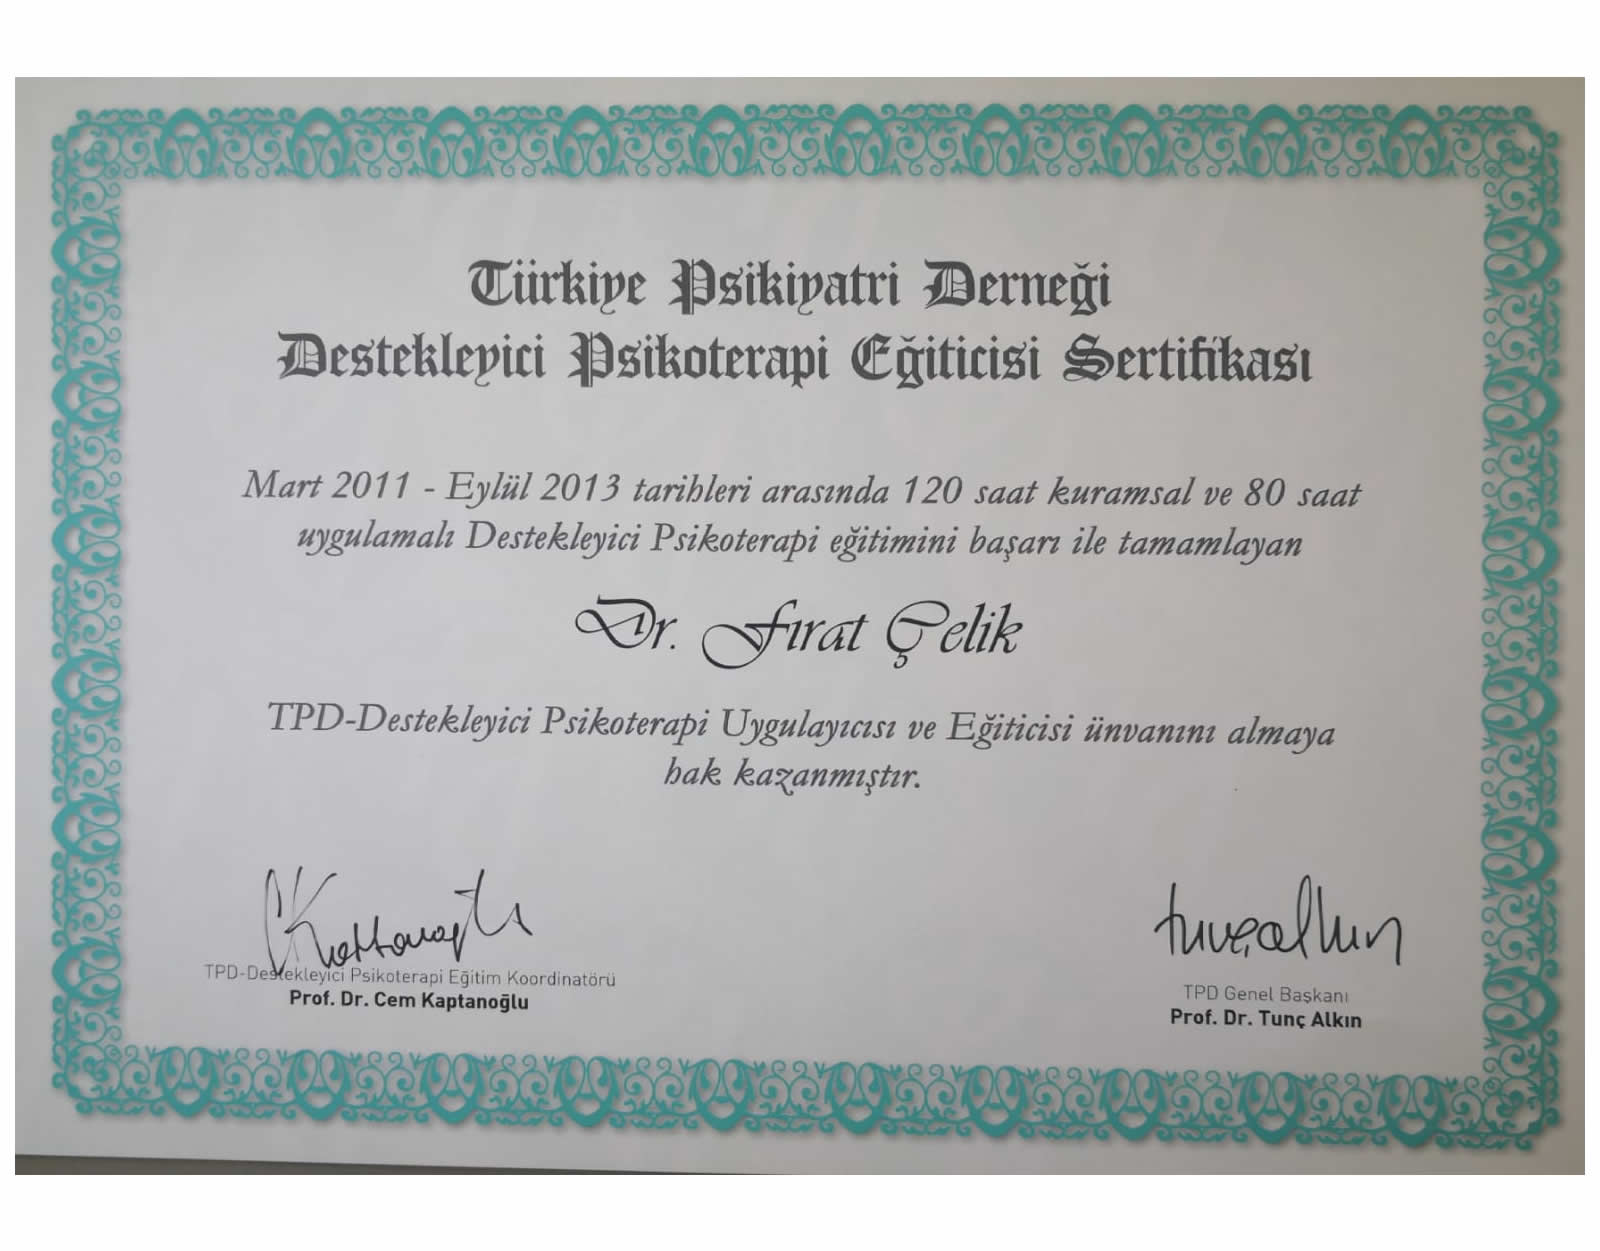 Türkiye Psikiyatri Derneği
Destekleyici Psikoterapi Eğiticisi Sertifikası
Mart 2011 - Eylül 2013 tarihleri arasında 120 saat kuramsal ve 80 saat
uygulamalı Destekleyici Psikoterapi eğitimini başarı ile tamamlayan
Dr. Fırat Çelik
TPD-Destekleyici Psikoterapi Uygulayıcısı ve Eğiticisi ünvanını almaya
hak kazanmıştır.
CKaptanoğlu
TPD-Destekleyici Psikoterapi Eğitim Koordinatörü
Prof. Dr. Cem Kaptanoğlu
tunçalkın
TPD Genel Başkanı
Prof. Dr. Tunç Alkın